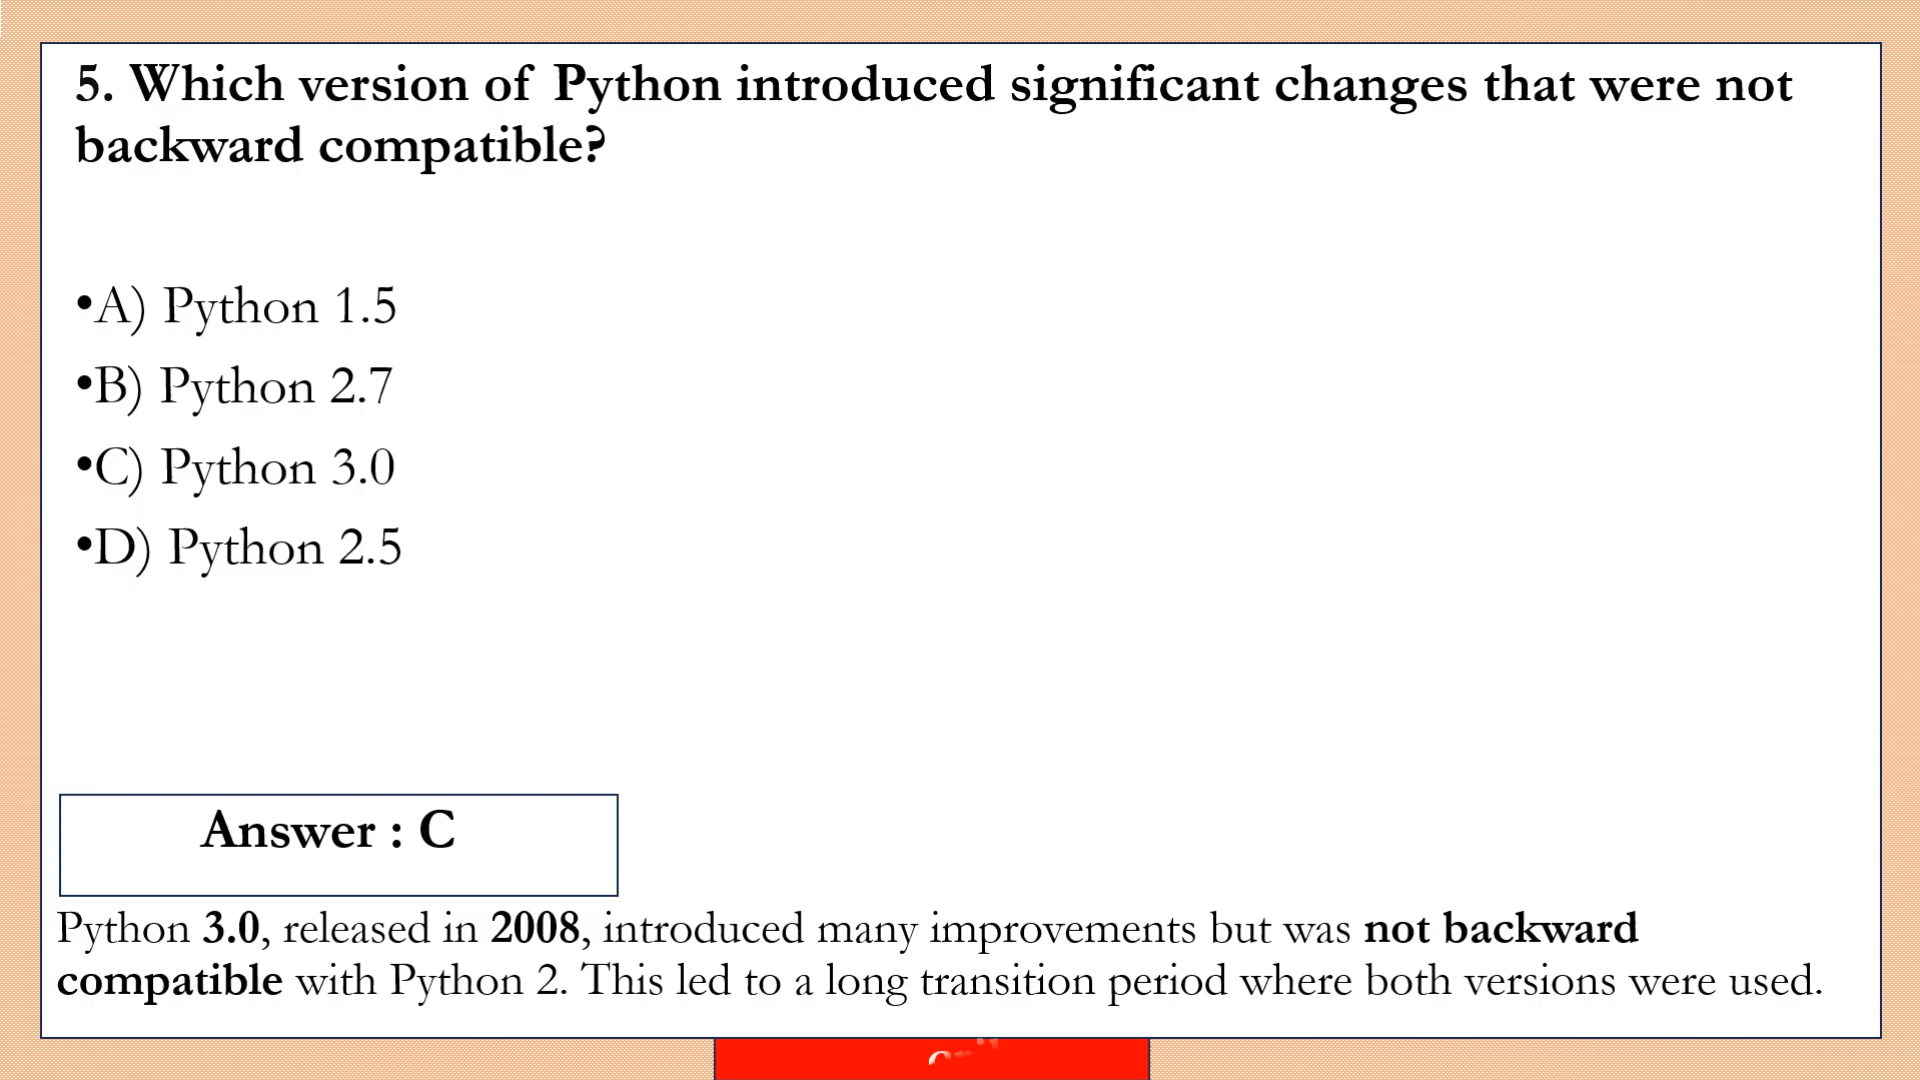 5. Which version of Python introduced significant changes that were not
backward compatible?
•A) Python 1.5
•B) Python 2.7
•C) Python 3.0
•D) Python 2.5
Answer : C
Python 3.0, released in 2008, introduced many improvements but was not backward
compatible with Python 2. This led to a long transition period where both versions were used.